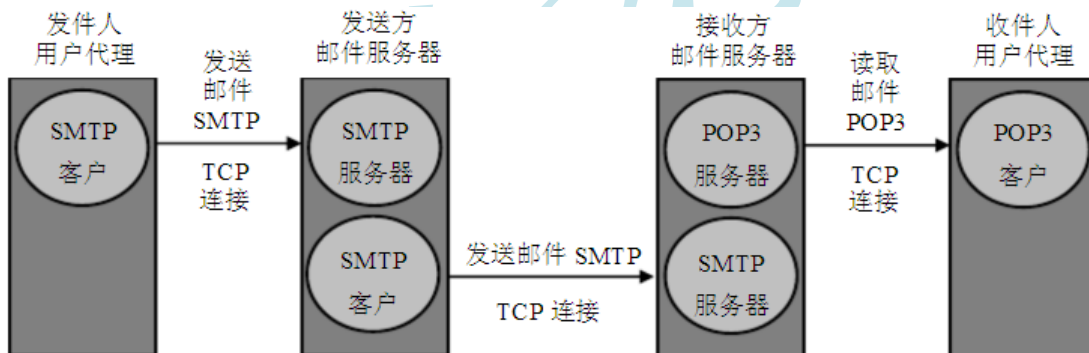 发件人
用户代理
发送方
邮件服务器
接收方
邮件服务器
收件人
用户代理
发送
邮件
SMTP
TCP
连接
读取
邮件
POP3
TCP
连接
SMTP
客户
SMTP
服务器
POP3
服务器
POP3
客户
SMTP
客户
发送邮件 SMTP
TCP 连接
SMTP
服务器